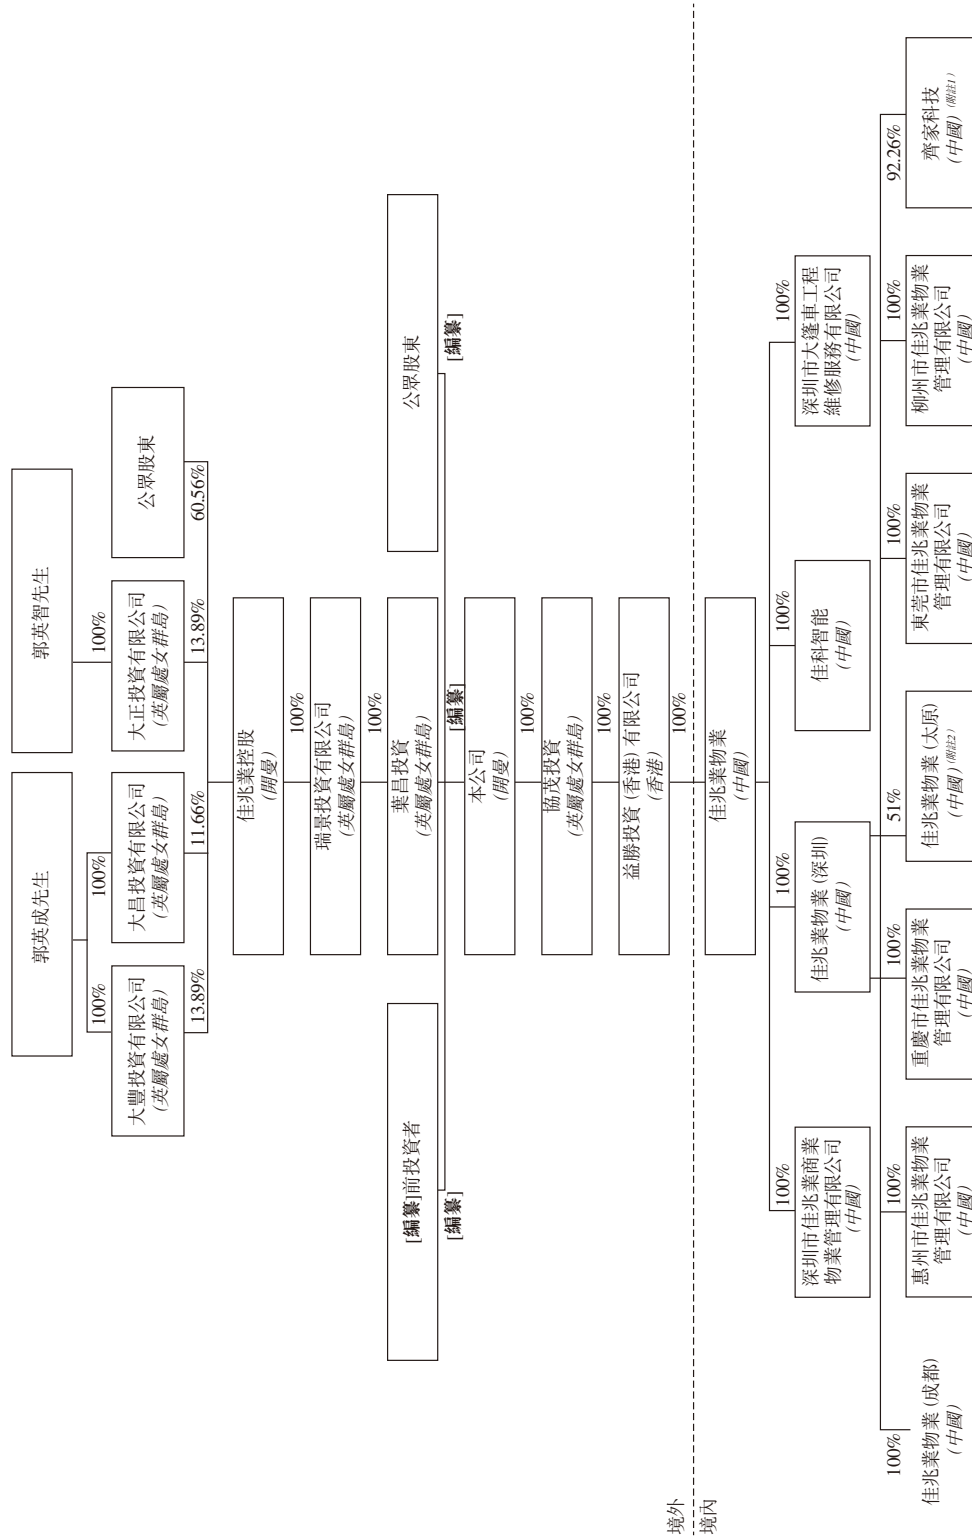 郭英成先生
郭英智先生
100%
100%
100%
大豐投資有限公司
(英屬處女群島)
大昌投資有限公司
(英屬處女群島)
大正投資有限公司
(英屬處女群島)
公眾股東
13.89%
11.66%
13.89%
60.56%
佳兆業控股
(開曼)
100%
瑞景投資有限公司
(英屬處女群島)
100%
[編纂]前投資者
葉昌投資
(英屬處女群島)
公眾股東
[編纂]
[編纂]
[編纂]
本公司
(開曼)
100%
協茂投資
(英屬處女群島)
100%
益勝投資 (香港) 有限公司
(香港)
100%
境外
境內
佳兆業物業
(中國)
100%
100%
100%
100%
深圳市佳兆業商業
物業管理有限公司
(中國)
佳兆業物業 (深圳)
(中國)
佳科智能
(中國)
深圳市大篷車工程
維修服務有限公司
(中國)
100%
100%
100%
51%
100%
100%
92.26%
佳兆業物業 (成都)
(中國)
惠州市佳兆業物業
管理有限公司
(中國)
重慶市佳兆業物業
管理有限公司
(中國)
佳兆業物業 (太原)
(中國) (附註2)
東莞市佳兆業物業
管理有限公司
(中國)
柳州市佳兆業物業
管理有限公司
(中國)
齊家科技
(中國) (附註1)